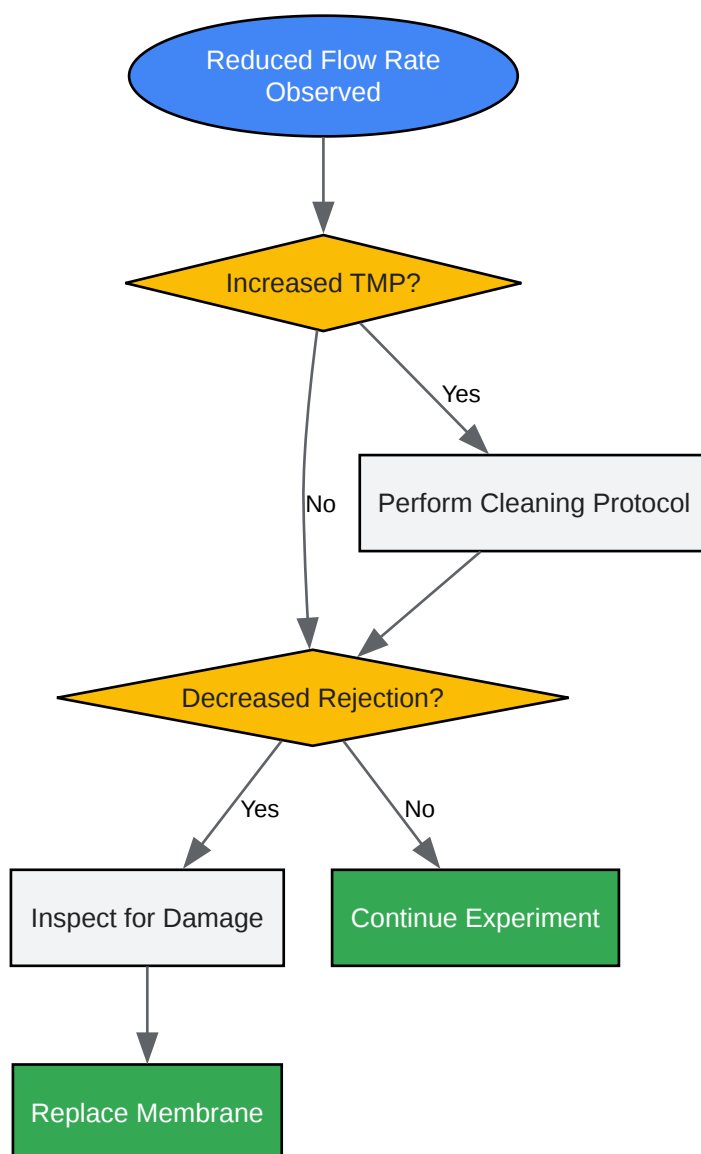 Reduced Flow Rate
Observed
Increased TMP?
Yes
No
Perform Cleaning Protocol
Decreased Rejection?
Yes
No
Inspect for Damage
Continue Experiment
Replace Membrane